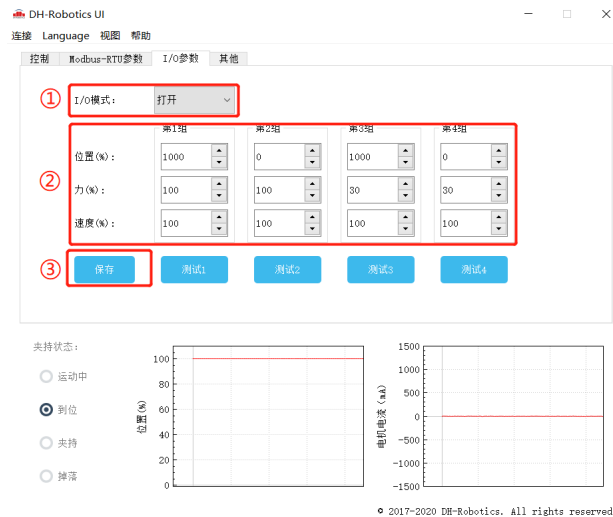 DH-Robotics UI
连接 Language 视图 帮助
控制 Modbus-RTU参数 I/O参数 其他
① I/O模式： 打开
第1组 第2组 第3组 第4组
位置(%)： 1000 0 1000 0
② 力(%)： 100 100 30 30
速度(%)： 100 100 100 100
③ 保存 测试1 测试2 测试3 测试4
夹持状态：
运动中
到位
夹持
掉落
位置(%)
100
80
60
40
20
0
电机电流 (mA)
1500
1000
500
0
-500
-1000
-1500
© 2017-2020 DH-Robotics. All rights reserved